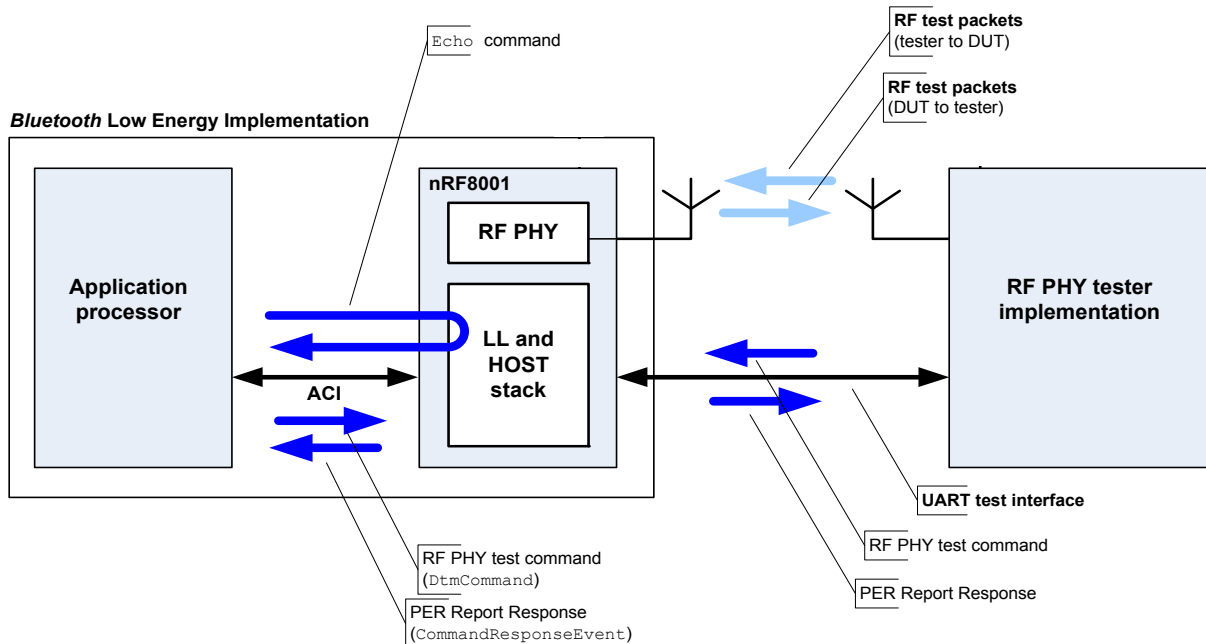 RF test packets
(tester to DUT)
Echo command
RF test packets
(DUT to tester)
Bluetooth Low Energy Implementation
nRF8001
RF PHY
Application
processor
RF PHY tester
implementation
LL and
HOST
stack
ACI
UART test interface
RF PHY test command
RF PHY test command
(DtmCommand)
PER Report Response
PER Report Response
(CommandResponseEvent)